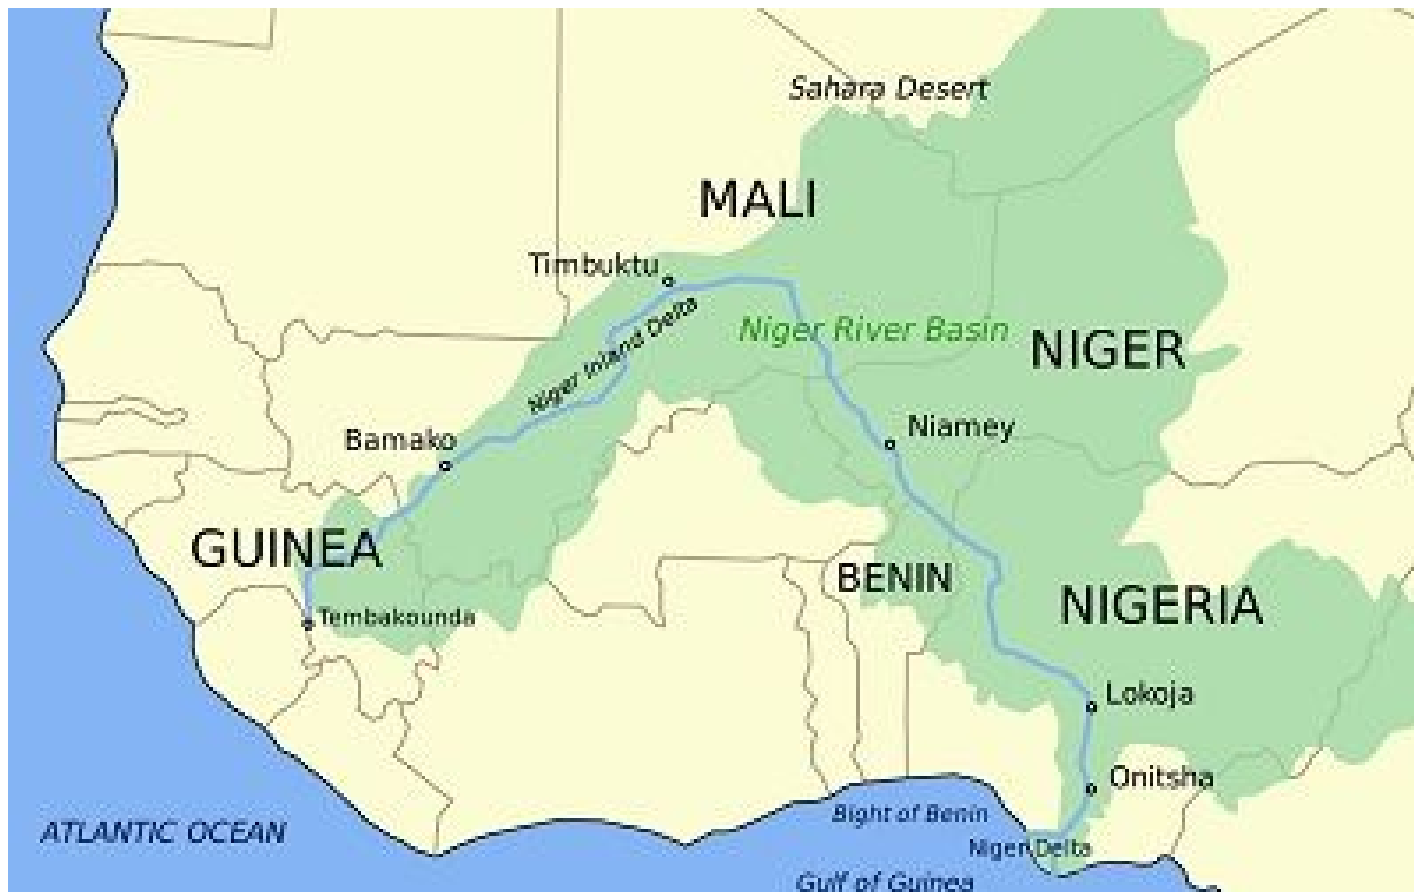 Sahara Desert
MALI
Timbuktu
Niger Inland Delta
Niger River Basin
NIGER
Niamey
Bamako
GUINEA
BENIN
NIGERIA
Tembakounda
Lokoja
Onitsha
Bight of Benin
ATLANTIC OCEAN
Niger Delta
Gulf of Guinea